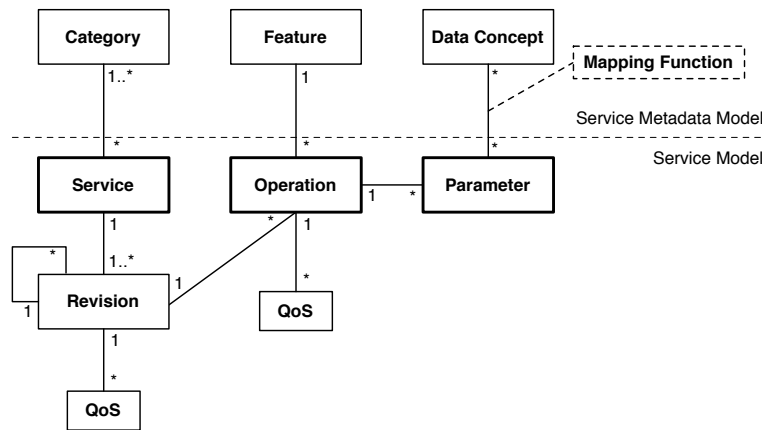 Category
Feature
Data Concept
1..*
1
*
Mapping Function
Service Metadata Model
*
*
*
Service Model
Service
Operation
Parameter
1
*
1
*
1
1..*
*
1
*
Revision
1
QoS
1
*
QoS